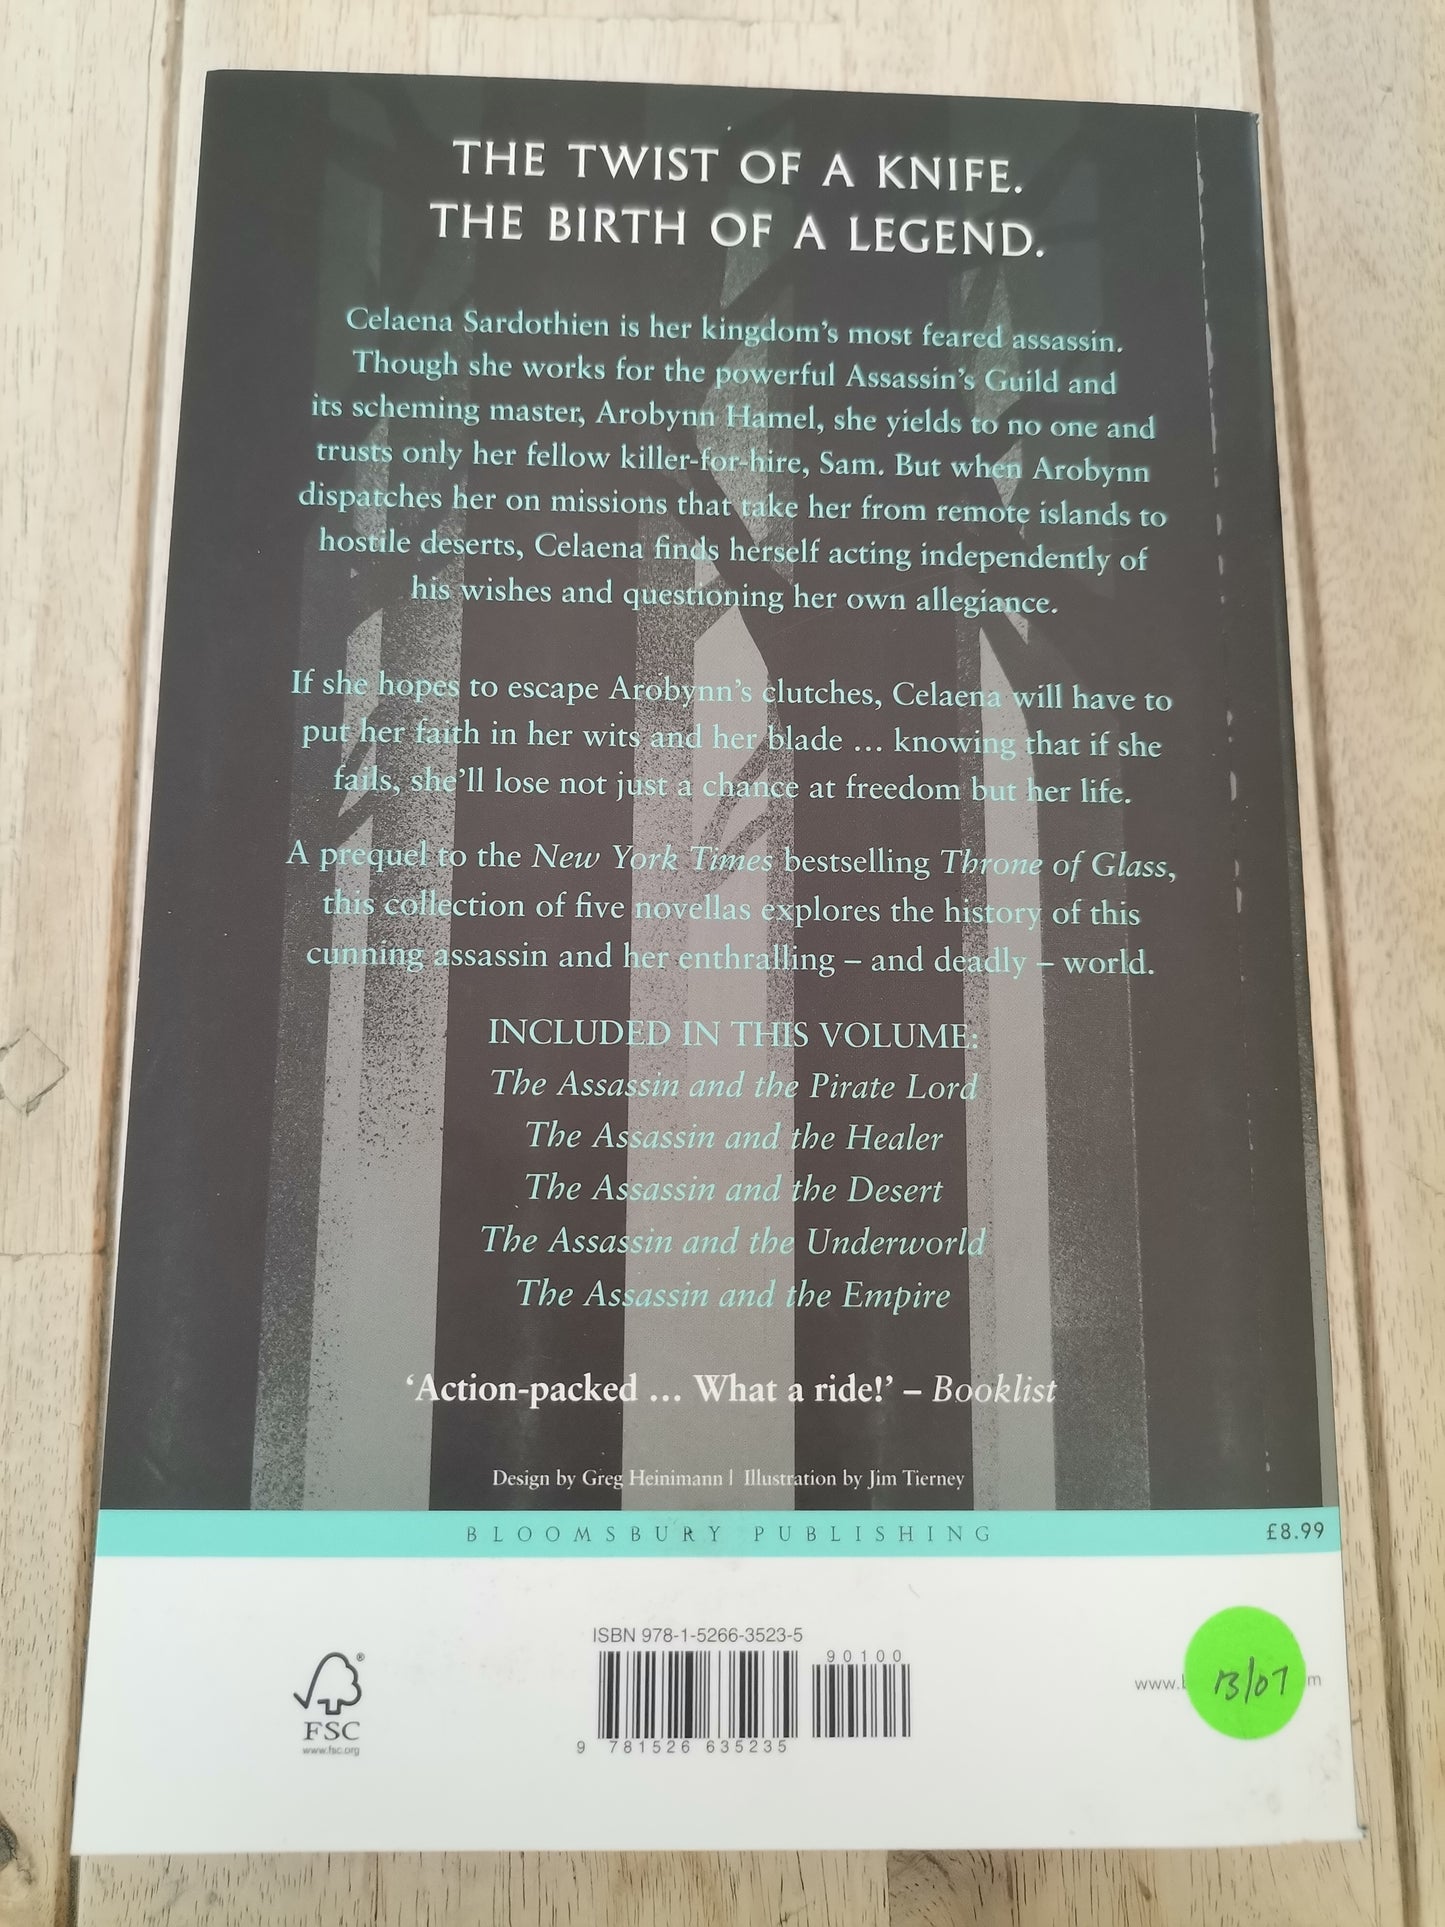 THE TWIST OF A KNIFE.
THE BIRTH OF A LEGEND.
Celaena Sardothien is her kingdom's most feared assassin.
Though she works for the powerful Assassin's Guild and
its scheming master, Arobynn Hamel, she yields to no one and
trusts only her fellow killer-for-hire, Sam. But when Arobynn
dispatches her on missions that take her from remote islands to
hostile deserts, Celaena finds herself acting independently of
his wishes and questioning her own allegiance.
If she hopes to escape Arobynn's clutches, Celaena will have to
put her faith in her wits and her blade … knowing that if she
fails, she'll lose not just a chance at freedom but her life.
A prequel to the New York Times bestselling Throne of Glass,
this collection of five novellas explores the history of this
cunning assassin and her enthralling – and deadly – world.
INCLUDED IN THIS VOLUME:
The Assassin and the Pirate Lord
The Assassin and the Healer
The Assassin and the Desert
The Assassin and the Underworld
The Assassin and the Empire
‘Action-packed … What a ride!’ – Booklist
Design by Greg Heinimann | Illustration by Jim Tierney
BLOOMSBURY PUBLISHING
£8.99
ISBN 978-1-5266-3523-5
90100
9 781526 635235
FSC
®
www.fsc.org
www.
13/07